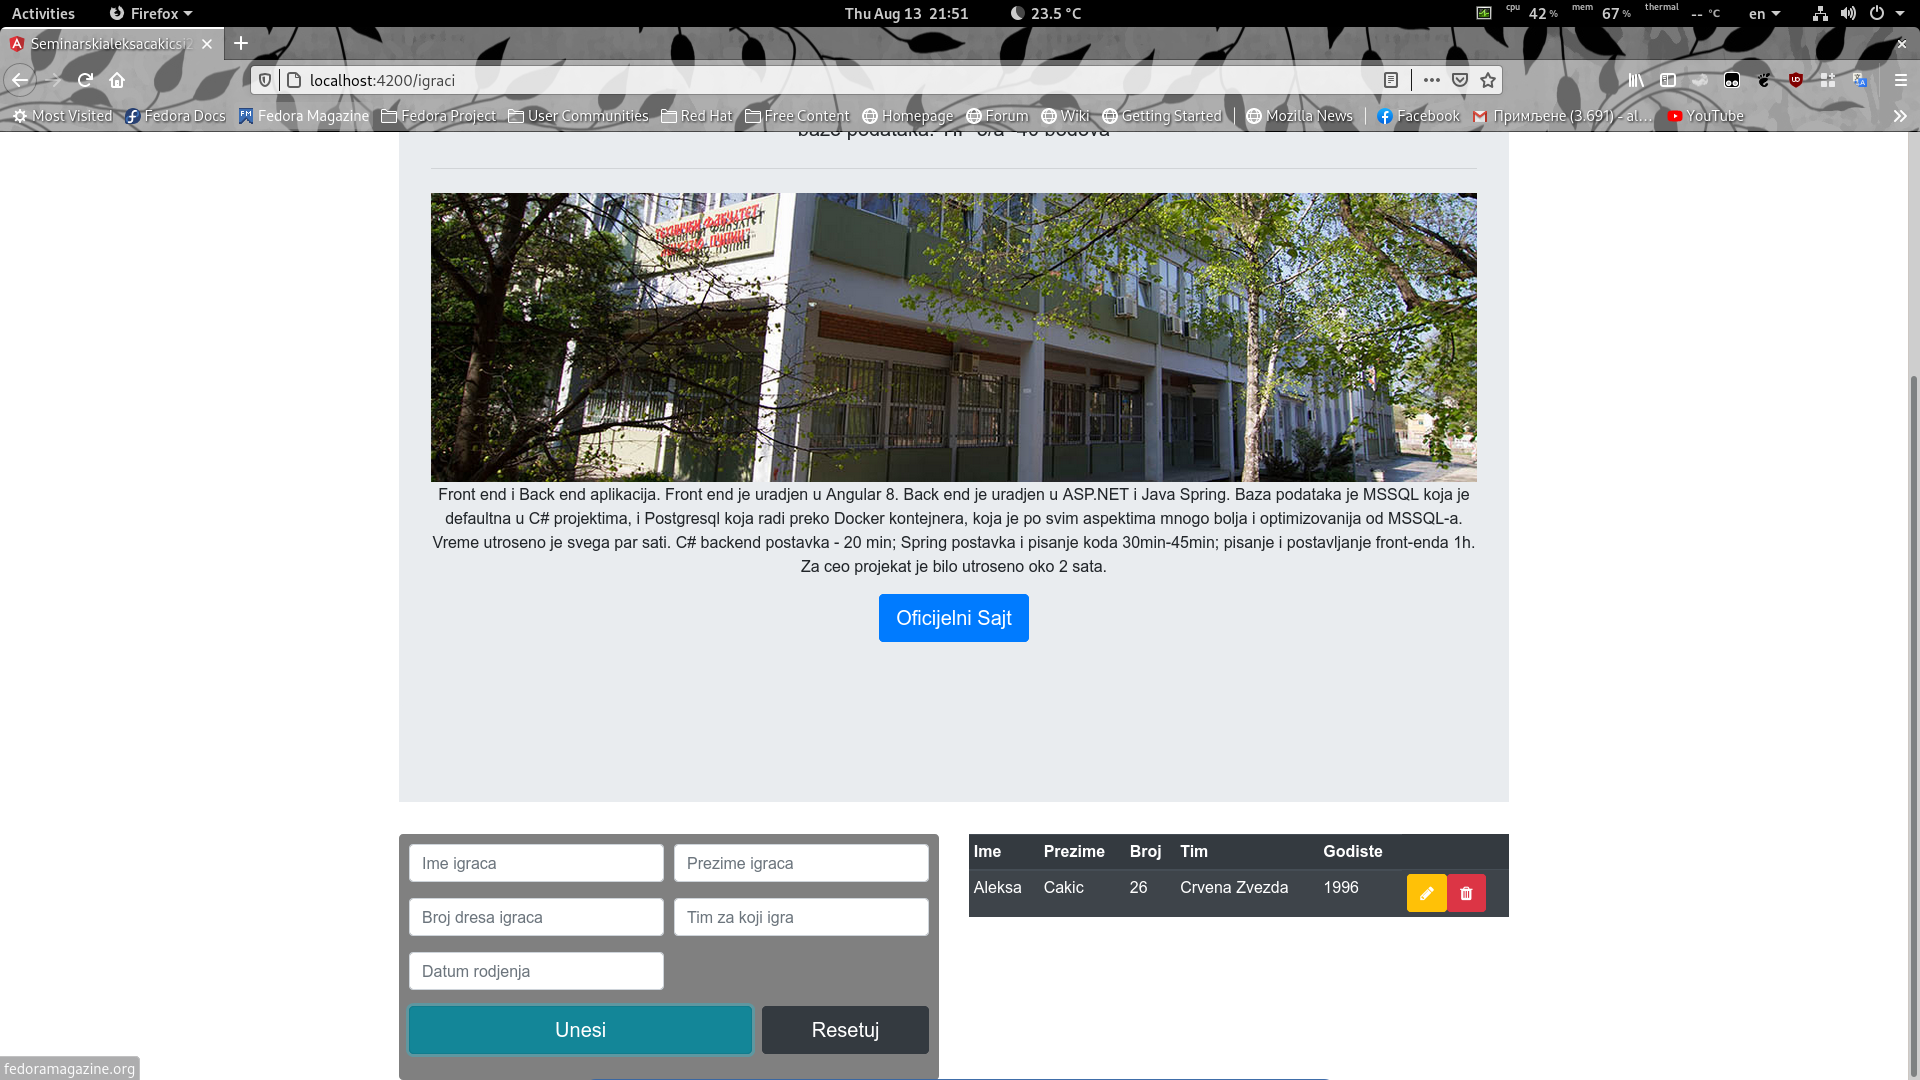 Activities Firefox Thu Aug 13 21:51 23.5 °C cpu 42 % mem 67 % thermal -- °C en
Seminarskialeksacakicsi
localhost:4200/igraci
Most Visited Fedora Docs Fedora Magazine Fedora Project User Communities Red Hat Free Content Homepage Forum Wiki Getting Started Mozilla News Facebook Примљене (3.691) - al... YouTube
ТЕХНИЧКИ ФАКУЛТЕТ
Front end i Back end aplikacija. Front end je uradjen u Angular 8. Back end je uradjen u ASP.NET i Java Spring. Baza podataka je MSSQL koja je
defaultna u C# projektima, i Postgresql koja radi preko Docker kontejnera, koja je po svim aspektima mnogo bolja i optimizovanija od MSSQL-a.
Vreme utroseno je svega par sati. C# backend postavka - 20 min; Spring postavka i pisanje koda 30min-45min; pisanje i postavljanje front-enda 1h.
Za ceo projekat je bilo utroseno oko 2 sata.
Oficijelni Sajt
Ime igraca Prezime igraca
Broj dresa igraca Tim za koji igra
Datum rodjenja
Unesi Resetuj
Ime Prezime Broj Tim Godiste
Aleksa Cakic 26 Crvena Zvezda 1996
fedoramagazine.org